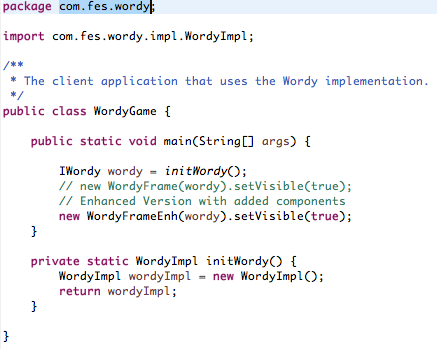 package com.fes.wordy;
import com.fes.wordy.impl.WordyImpl;
/**
 * The client application that uses the Wordy implementation.
 */
public class WordyGame {
    public static void main(String[] args) {
        IWordy wordy = initWordy();
        // new WordyFrame(wordy).setVisible(true);
        // Enhanced Version with added components
        new WordyFrameEnh(wordy).setVisible(true);
    }
    private static WordyImpl initWordy() {
        WordyImpl wordyImpl = new WordyImpl();
        return wordyImpl;
    }
}